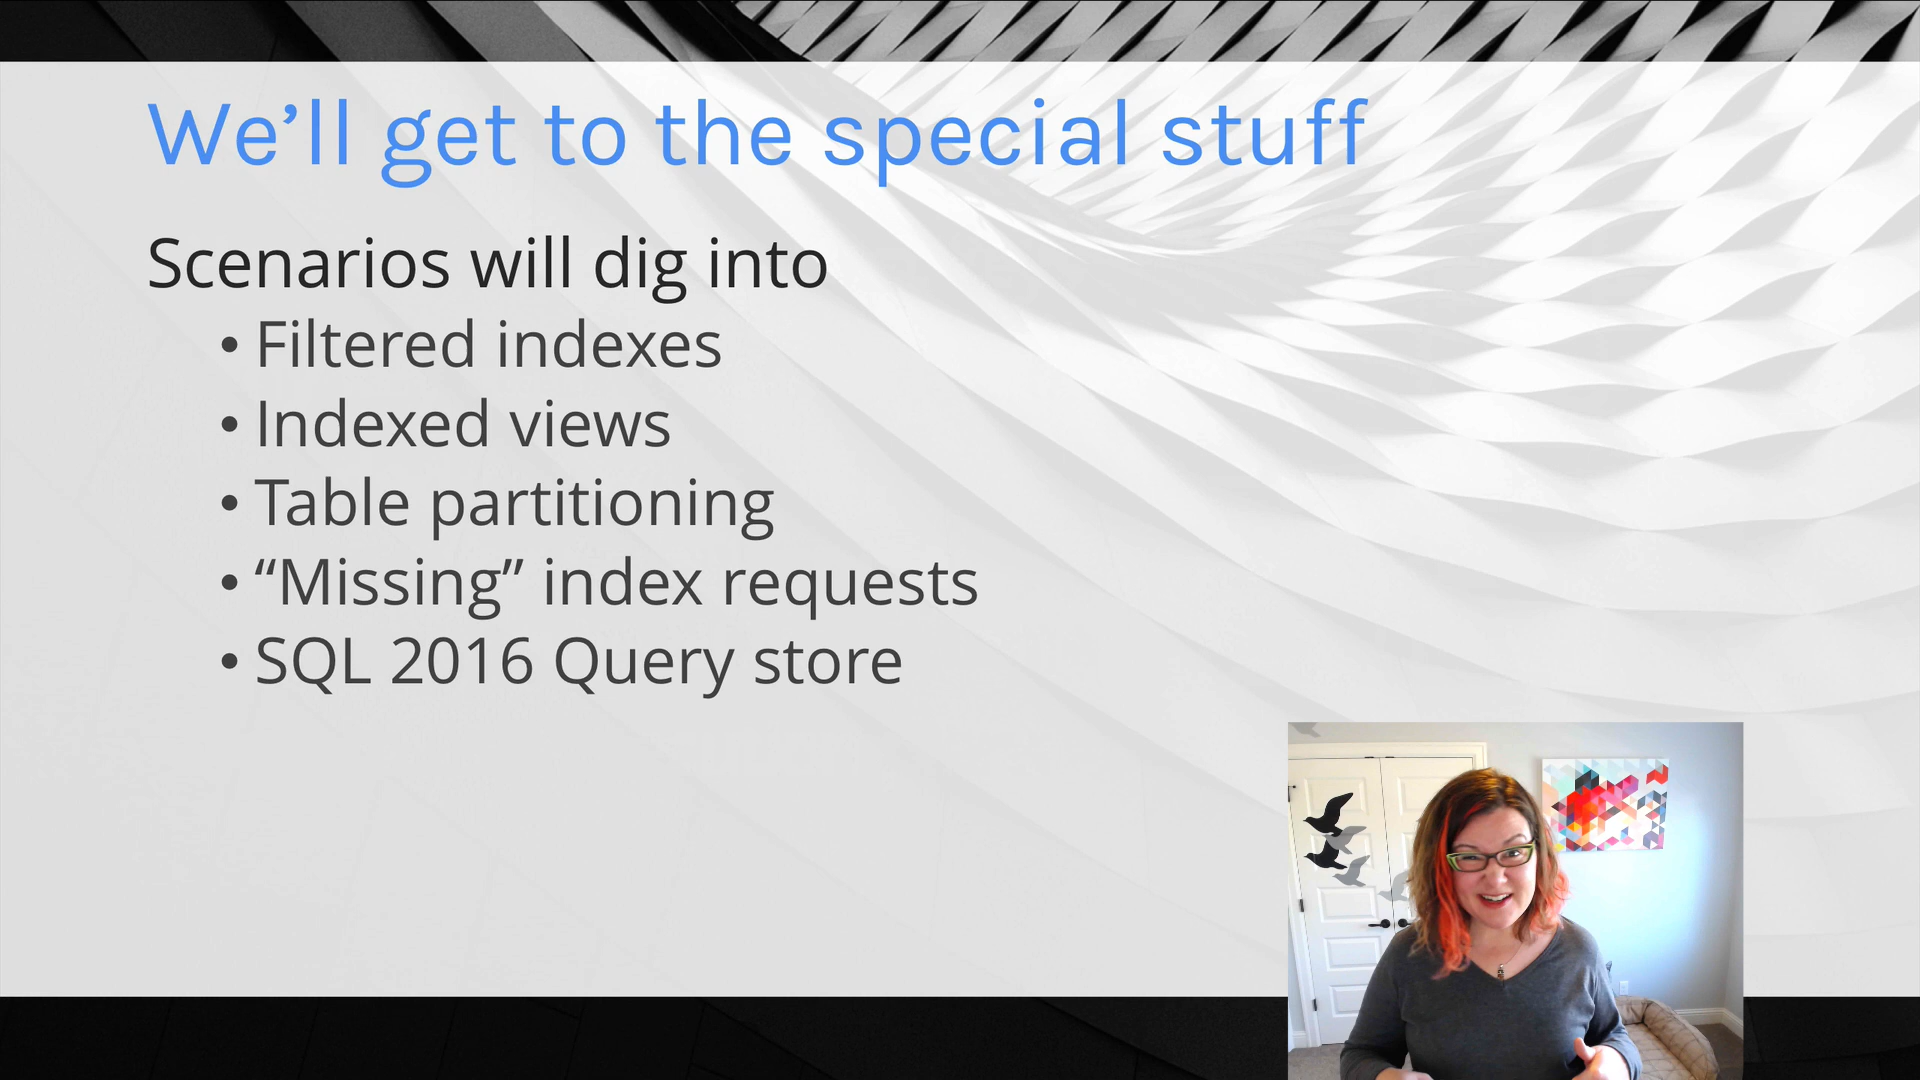 We’ll get to the special stuff
Scenarios will dig into
• Filtered indexes
• Indexed views
• Table partitioning
• “Missing” index requests
• SQL 2016 Query store